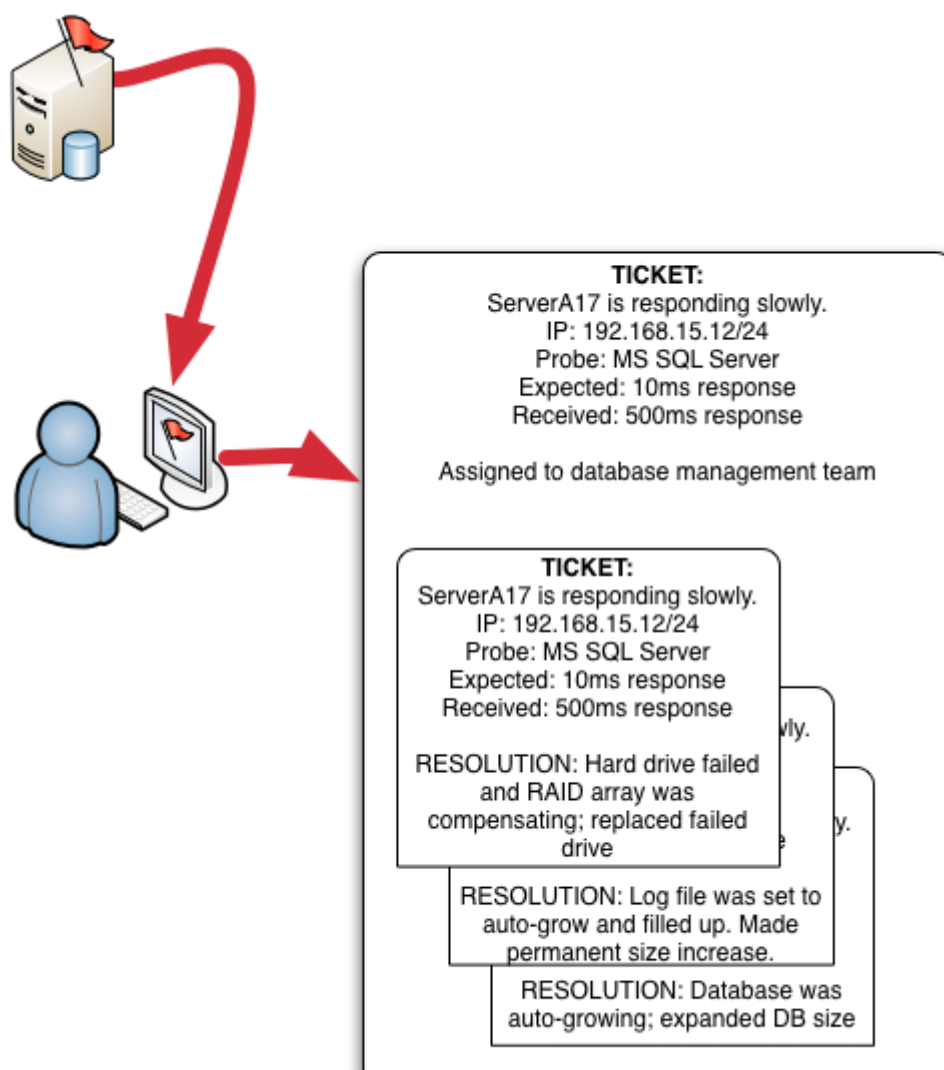 TICKET:
ServerA17 is responding slowly.
IP: 192.168.15.12/24
Probe: MS SQL Server
Expected: 10ms response
Received: 500ms response
Assigned to database management team
TICKET:
ServerA17 is responding slowly.
IP: 192.168.15.12/24
Probe: MS SQL Server
Expected: 10ms response
Received: 500ms response
RESOLUTION: Hard drive failed
and RAID array was
compensating; replaced failed
drive
RESOLUTION: Log file was set to
auto-grow and filled up. Made
permanent size increase.
RESOLUTION: Database was
auto-growing; expanded DB size